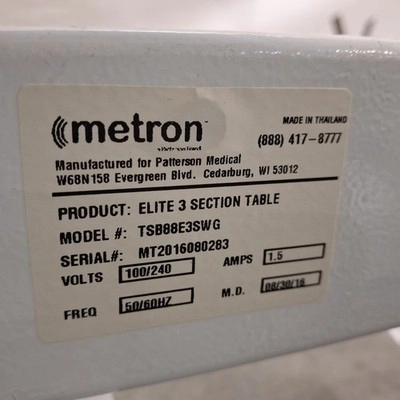 metron
MADE IN THAILAND
(888) 417-8777
Manufactured for Patterson Medical
W68N158 Evergreen Blvd. Cedarburg, WI 53012
PRODUCT: ELITE 3 SECTION TABLE
MODEL #: TSB88E3SWG
SERIAL#: MT2016080283
VOLTS 100/240 AMPS 1.5
FREQ 50/60HZ M.D. 08/30/16